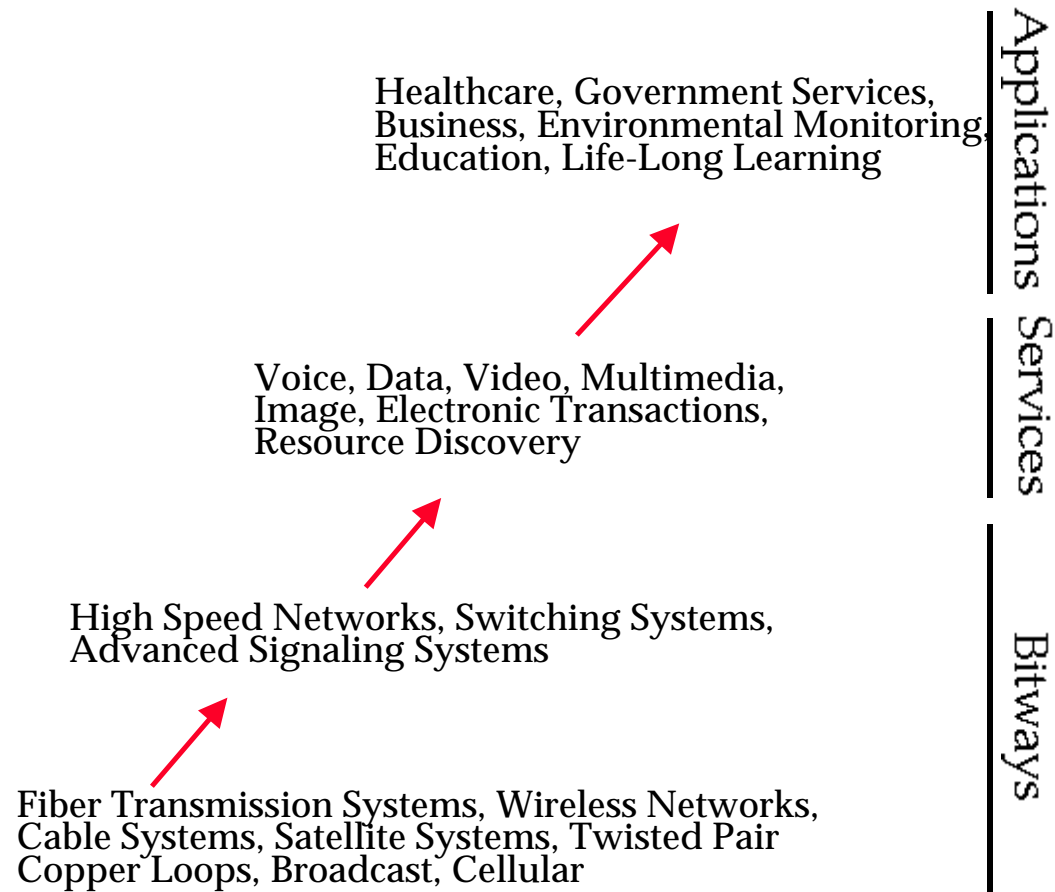 Healthcare, Government Services,
Business, Environmental Monitoring,
Education, Life-Long Learning
Applications
Voice, Data, Video, Multimedia,
Image, Electronic Transactions,
Resource Discovery
Services
High Speed Networks, Switching Systems,
Advanced Signaling Systems
Fiber Transmission Systems, Wireless Networks,
Cable Systems, Satellite Systems, Twisted Pair
Copper Loops, Broadcast, Cellular
Bitways